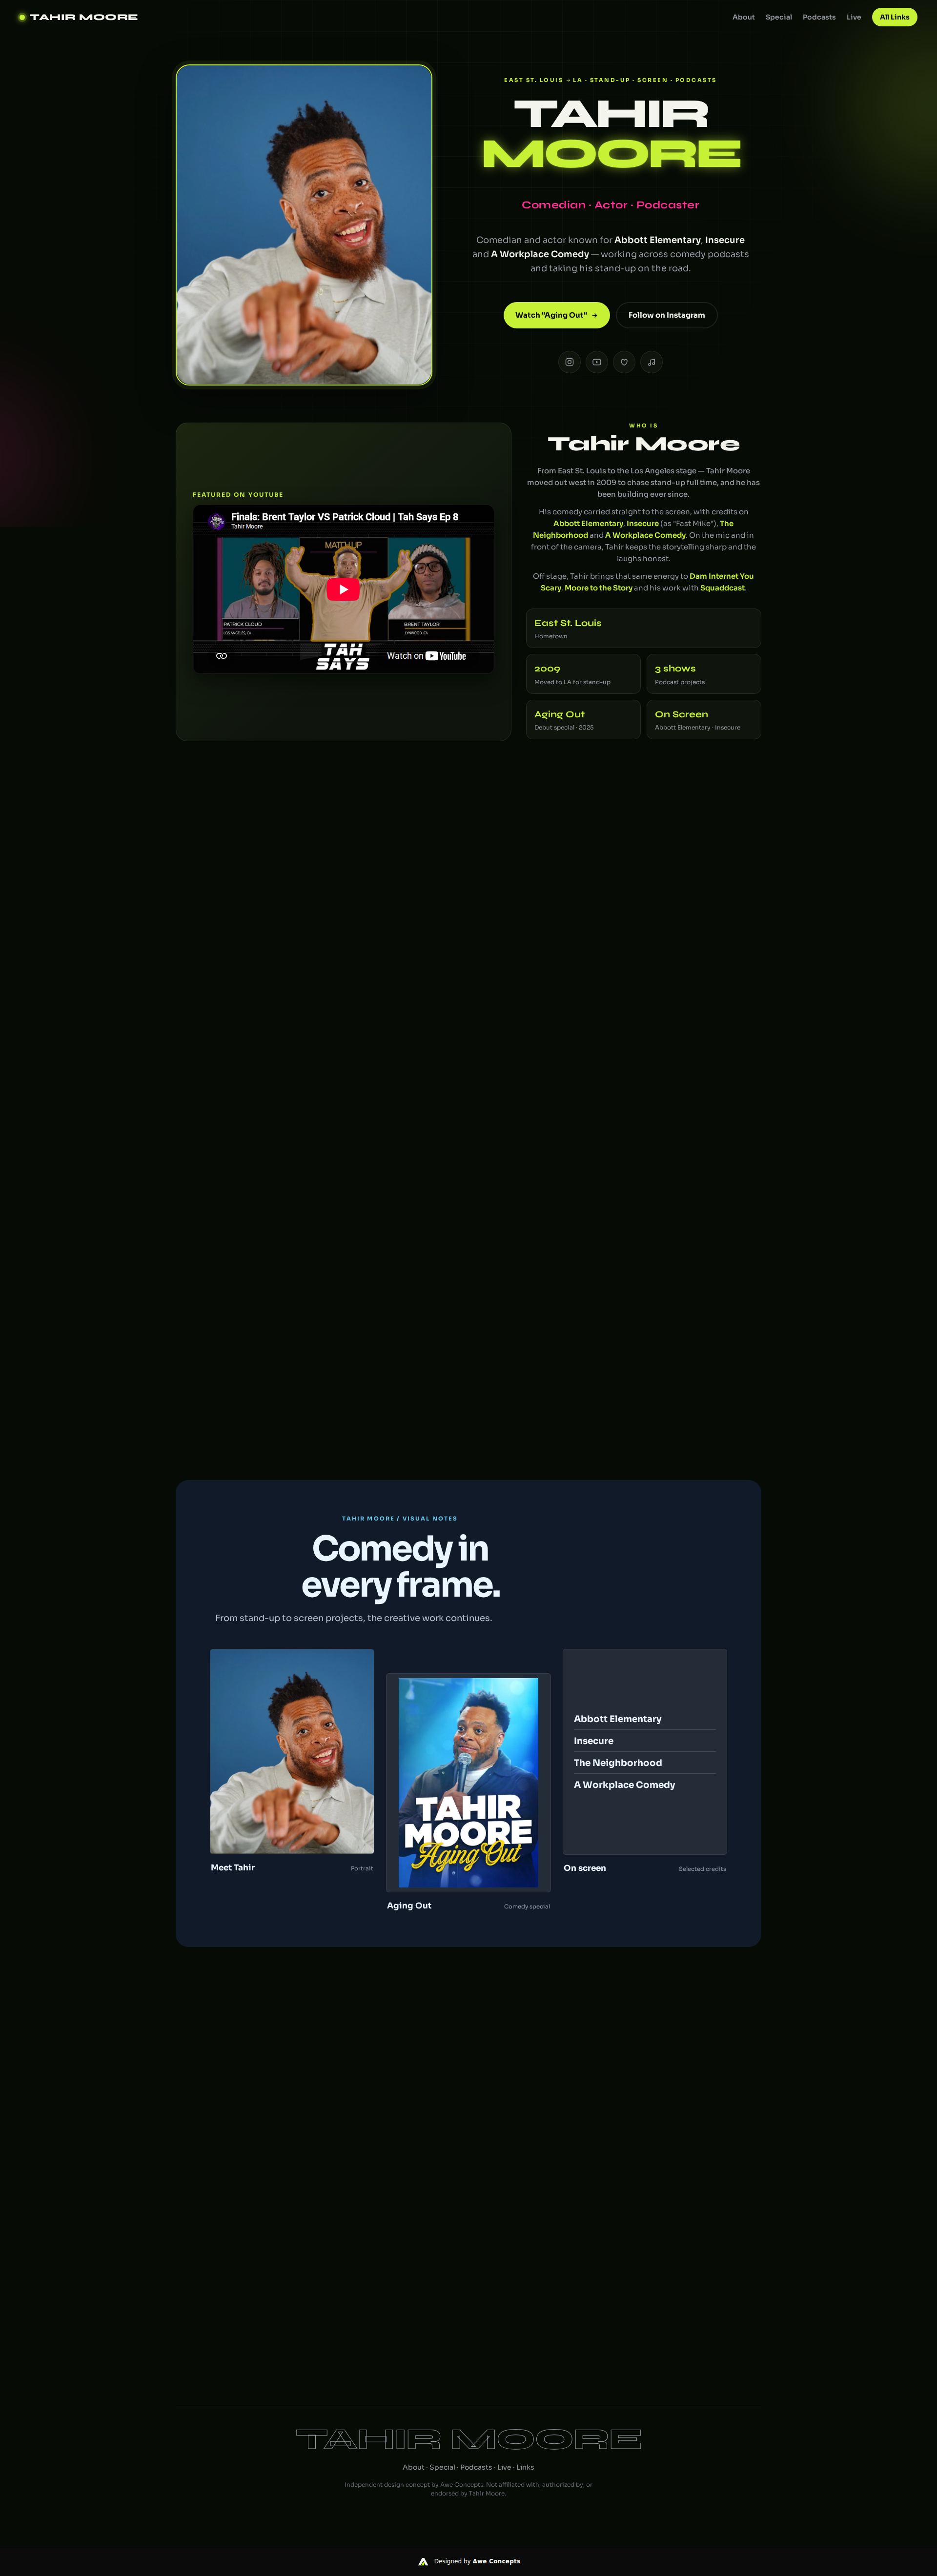 TAHIR MOORE
About Special Podcasts Live All Links
EAST ST. LOUIS → LA · STAND-UP · SCREEN · PODCASTS
TAHIR
MOORE
Comedian · Actor · Podcaster
Comedian and actor known for Abbott Elementary, Insecure
and A Workplace Comedy — working across comedy podcasts
and taking his stand-up on the road.
Watch "Aging Out" →
Follow on Instagram
FEATURED ON YOUTUBE
Finals: Brent Taylor VS Patrick Cloud | Tah Says Ep 8
Tahir Moore
MATCH UP
PATRICK CLOUD
LOS ANGELES, CA
BRENT TAYLOR
LYNWOOD, CA
TAH
SAYS
Watch on YouTube
WHO IS
Tahir Moore
From East St. Louis to the Los Angeles stage — Tahir Moore
moved out west in 2009 to chase stand-up full time, and he has
been building ever since.
His comedy carried straight to the screen, with credits on
Abbott Elementary, Insecure (as "Fast Mike"), The
Neighborhood and A Workplace Comedy. On the mic and in
front of the camera, Tahir keeps the storytelling sharp and the
laughs honest.
Off stage, Tahir brings that same energy to Dam Internet You
Scary, Moore to the Story and his work with Squaddcast.
East St. Louis
Hometown
2009
Moved to LA for stand-up
3 shows
Podcast projects
Aging Out
Debut special · 2025
On Screen
Abbott Elementary · Insecure
TAHIR MOORE / VISUAL NOTES
Comedy in
every frame.
From stand-up to screen projects, the creative work continues.
Meet Tahir
Portrait
TAHIR
MOORE
Aging Out
Aging Out
Comedy special
Abbott Elementary
Insecure
The Neighborhood
A Workplace Comedy
On screen
Selected credits
TAHIR MOORE
About · Special · Podcasts · Live · Links
Independent design concept by Awe Concepts. Not affiliated with, authorized by, or
endorsed by Tahir Moore.
Designed by Awe Concepts